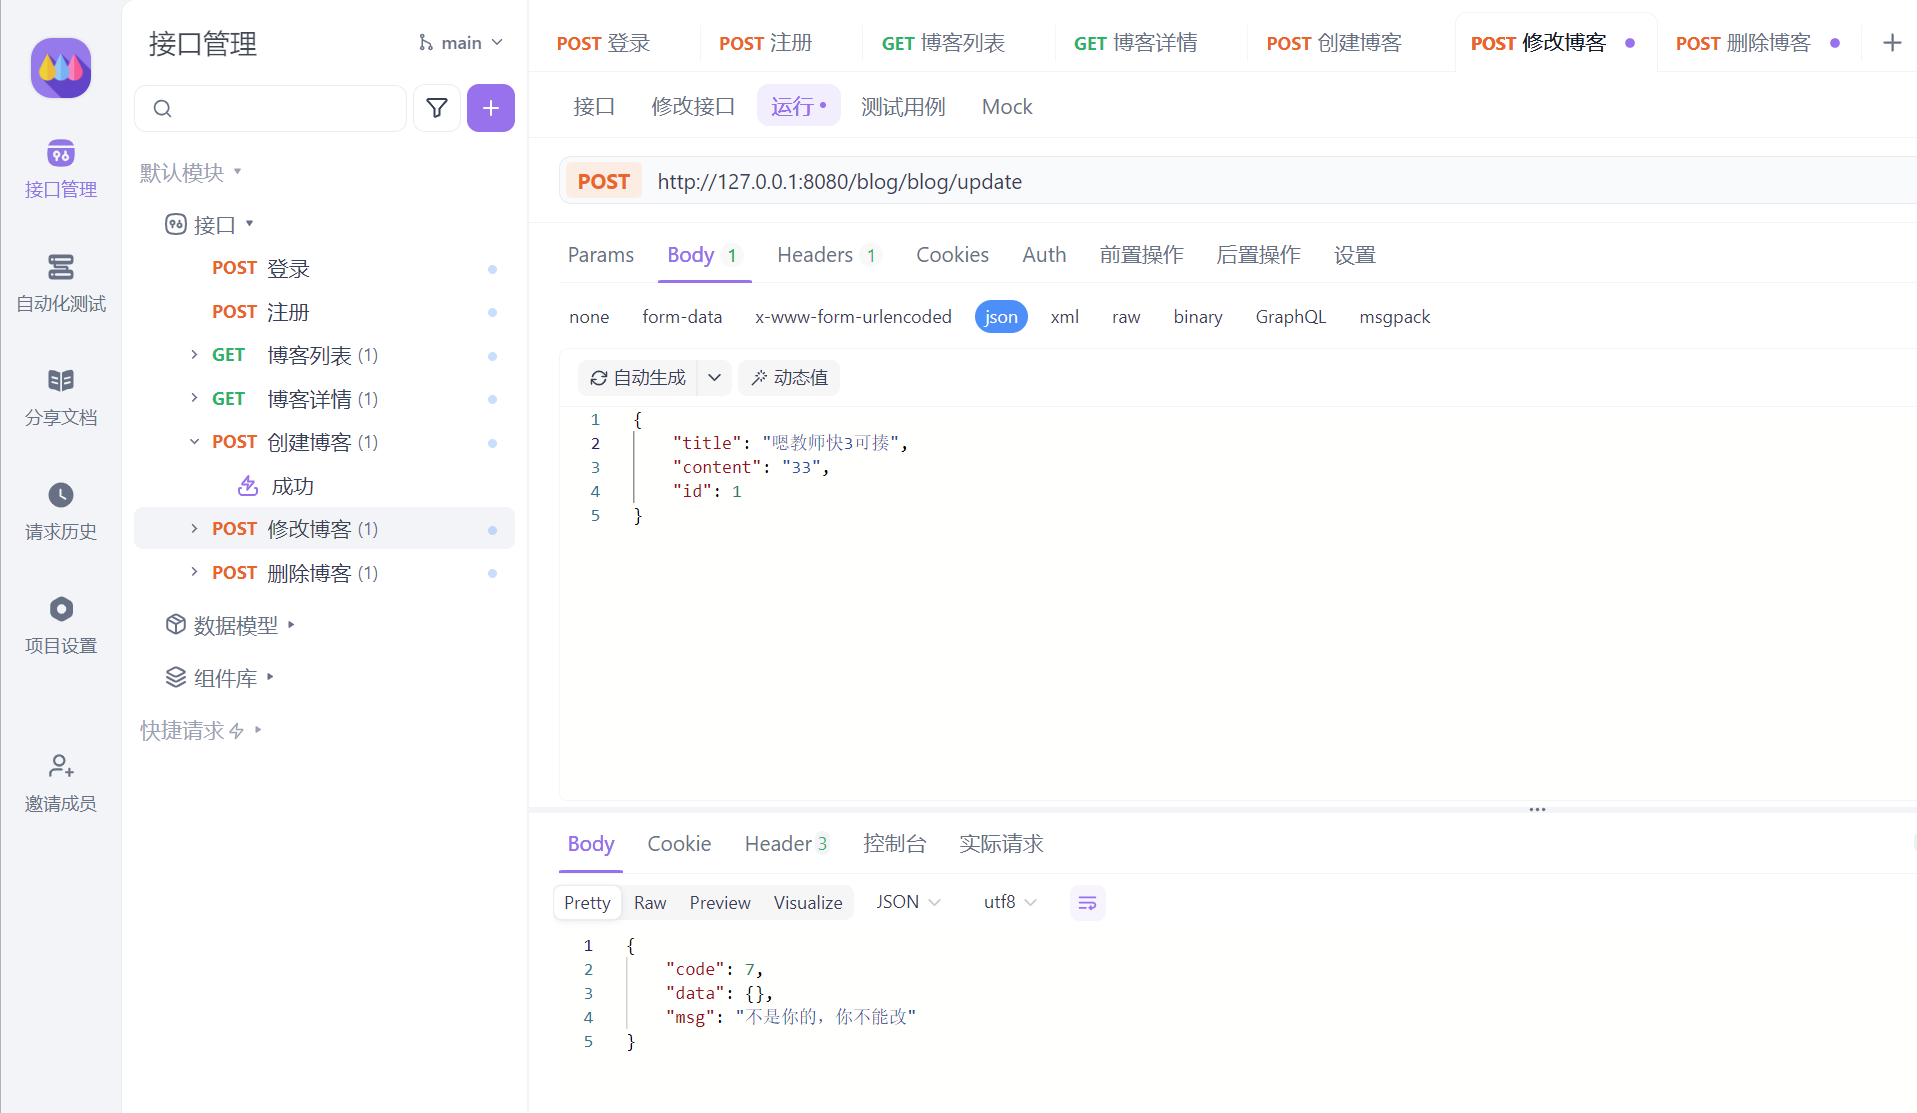 接口管理
自动化测试
分享文档
请求历史
项目设置
邀请成员
接口管理
main
默认模块
接口
POST 登录
POST 注册
GET 博客列表 (1)
GET 博客详情 (1)
POST 创建博客 (1)
成功
POST 修改博客 (1)
POST 删除博客 (1)
数据模型
组件库
快捷请求
POST 登录 POST 注册 GET 博客列表 GET 博客详情 POST 创建博客 POST 修改博客 POST 删除博客
接口 修改接口 运行 测试用例 Mock
POST http://127.0.0.1:8080/blog/blog/update
Params Body 1 Headers 1 Cookies Auth 前置操作 后置操作 设置
none form-data x-www-form-urlencoded json xml raw binary GraphQL msgpack
自动生成 动态值
1 {
2 "title": "嗯教师快3可揍",
3 "content": "33",
4 "id": 1
5 }
Body Cookie Header 3 控制台 实际请求
Pretty Raw Preview Visualize JSON utf8
1 {
2 "code": 7,
3 "data": {},
4 "msg": "不是你的，你不能改"
5 }